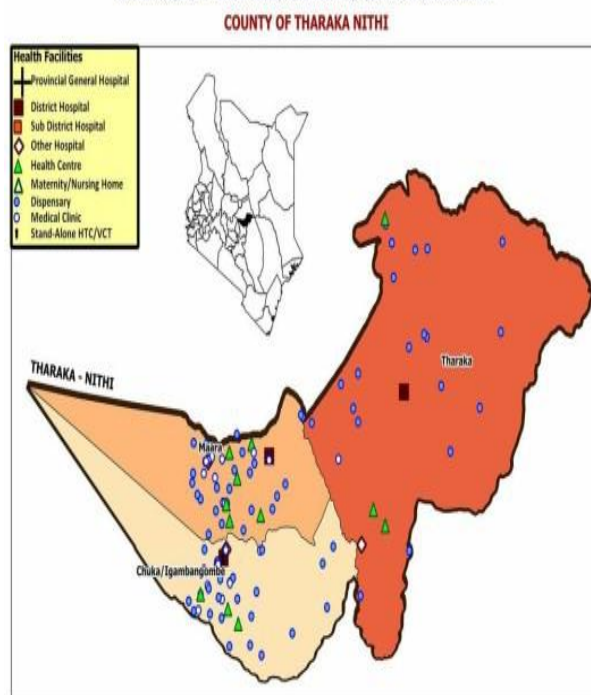 COUNTY OF THARAKA NITHI
Health Facilities
Provincial General Hospital
District Hospital
Sub District Hospital
Other Hospital
Health Centre
Maternity/Nursing Home
Dispensary
Medical Clinic
Stand-Alone HTC/VCT
THARAKA - NITHI
Tharaka
Maara
Chuka/Igambangombe